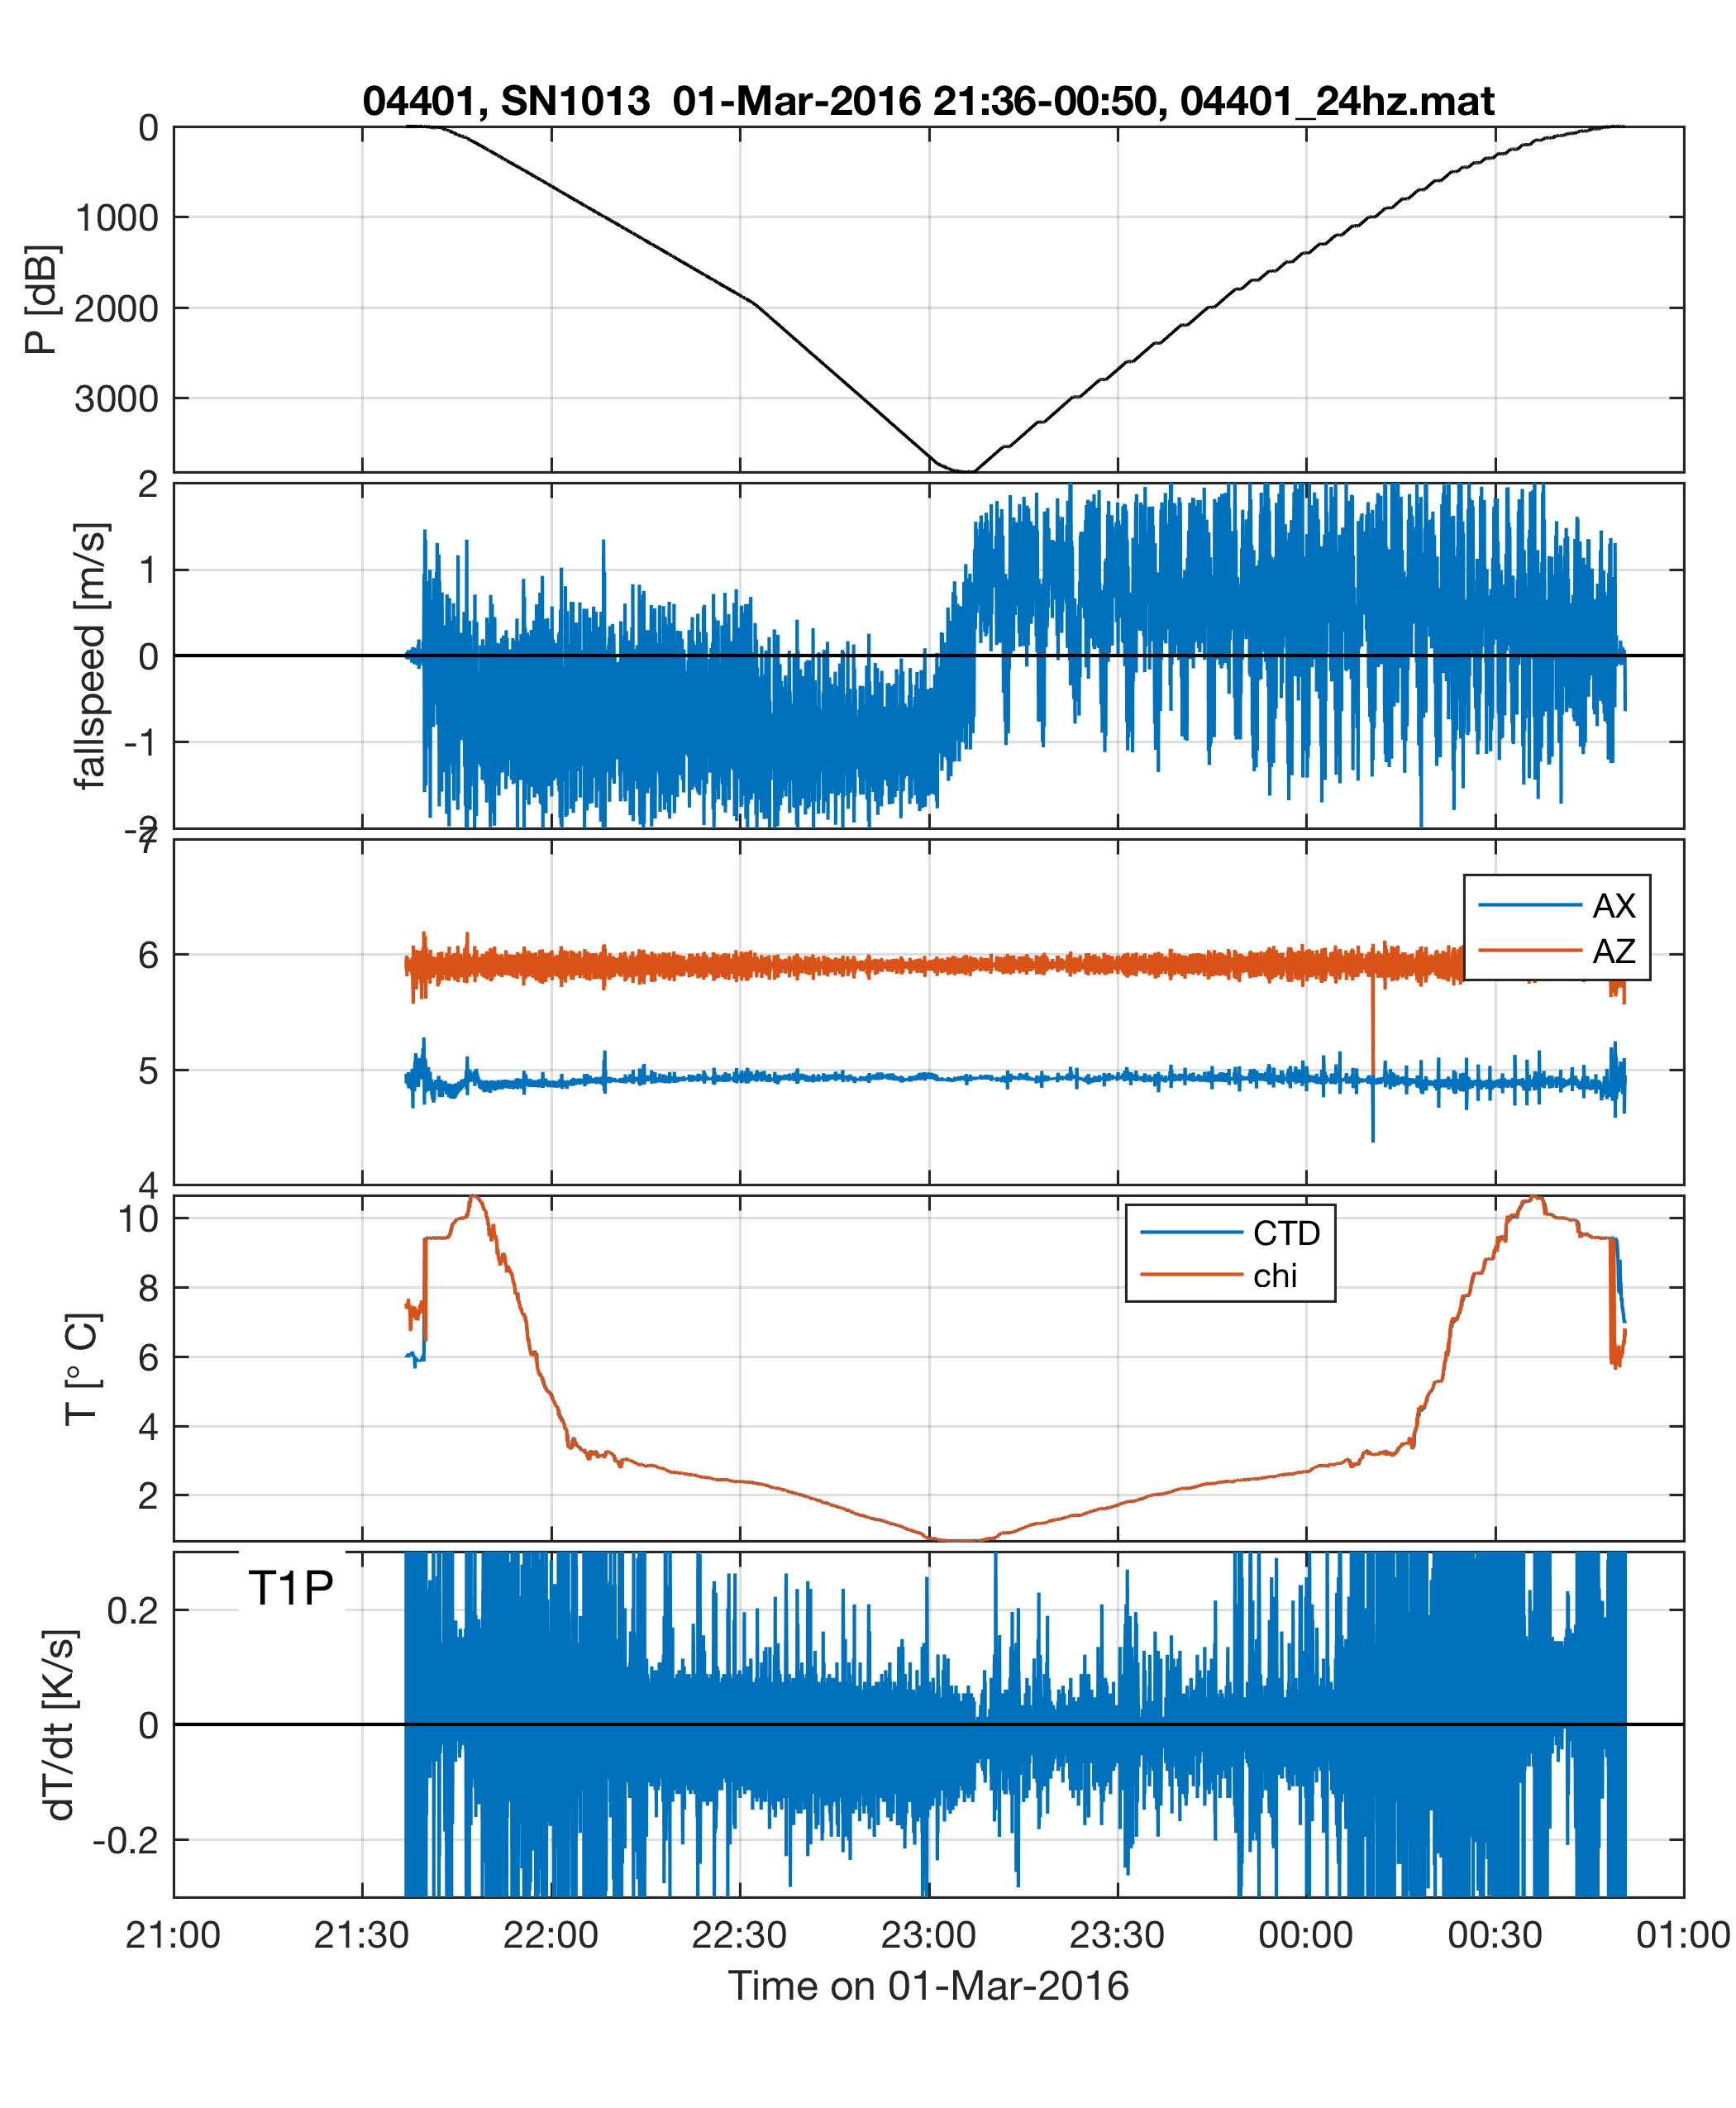 04401, SN1013  01-Mar-2016 21:36-00:50, 04401_24hz.mat
0
1000
2000
3000
P [dB]
2
1
0
-1
-2
fallspeed [m/s]
7
6
5
4
AX
AZ
10
8
6
4
2
T [° C]
CTD
chi
T1P
0.2
0
-0.2
dT/dt [K/s]
21:00 21:30 22:00 22:30 23:00 23:30 00:00 00:30 01:00
Time on 01-Mar-2016